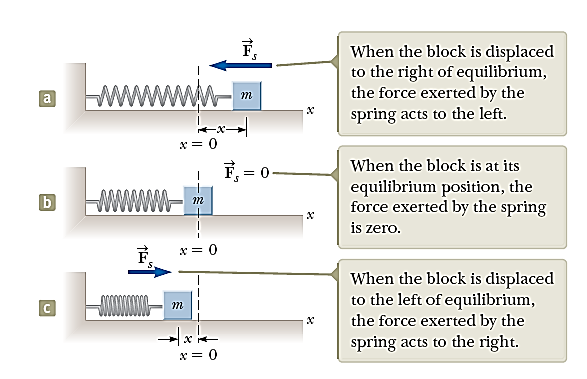 F⃗s
When the block is displaced
to the right of equilibrium,
the force exerted by the
spring acts to the left.
a
m
x
x
x = 0
F⃗s = 0
When the block is at its
equilibrium position, the
force exerted by the spring
is zero.
b
m
x
x = 0
F⃗s
When the block is displaced
to the left of equilibrium,
the force exerted by the
spring acts to the right.
c
m
x
x
x = 0